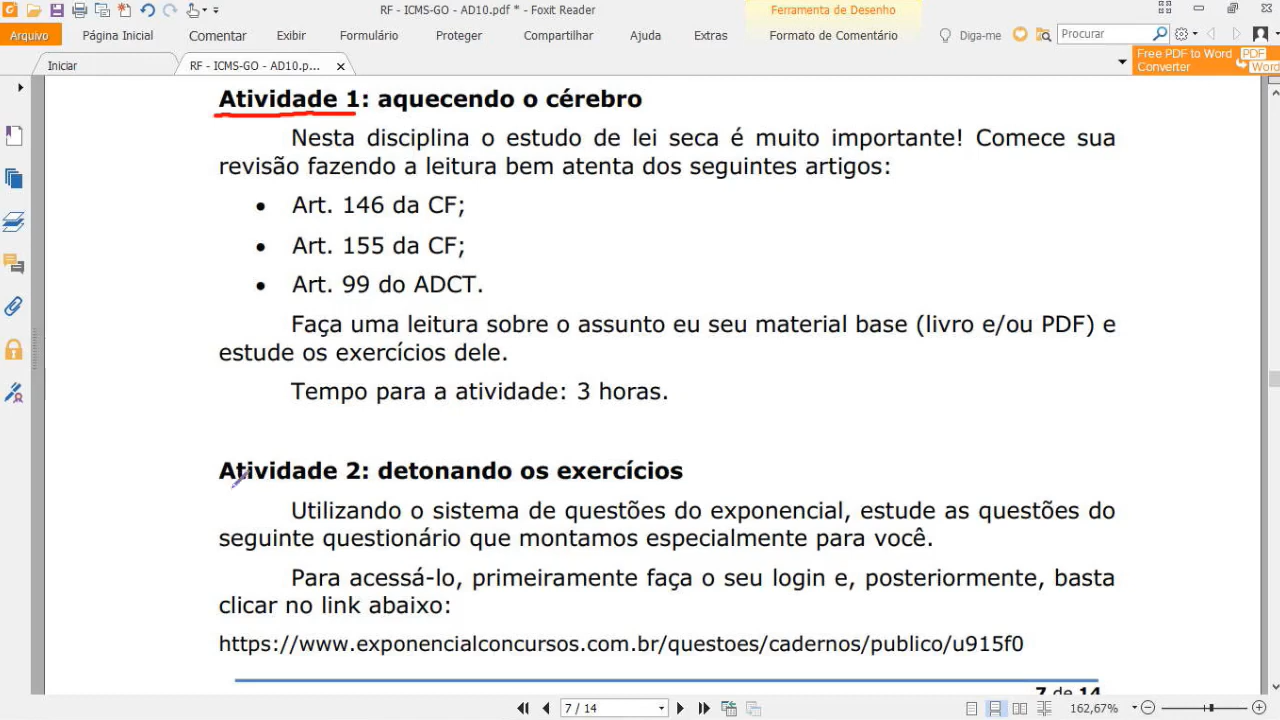 RF - ICMS-GO - AD10.pdf * - Foxit Reader
Ferramenta de Desenho
Arquivo
Página Inicial
Comentar
Exibir
Formulário
Proteger
Compartilhar
Ajuda
Extras
Formato de Comentário
Diga-me
Procurar
Iniciar
RF - ICMS-GO - AD10.p...
Free PDF to Word
Converter
PDF
Word
Atividade 1: aquecendo o cérebro
Nesta disciplina o estudo de lei seca é muito importante! Comece sua
revisão fazendo a leitura bem atenta dos seguintes artigos:
• Art. 146 da CF;
• Art. 155 da CF;
• Art. 99 do ADCT.
Faça uma leitura sobre o assunto eu seu material base (livro e/ou PDF) e
estude os exercícios dele.
Tempo para a atividade: 3 horas.
Atividade 2: detonando os exercícios
Utilizando o sistema de questões do exponencial, estude as questões do
seguinte questionário que montamos especialmente para você.
Para acessá-lo, primeiramente faça o seu login e, posteriormente, basta
clicar no link abaixo:
https://www.exponencialconcursos.com.br/questoes/cadernos/publico/u915f0
7 de 14
7 / 14
162,67%